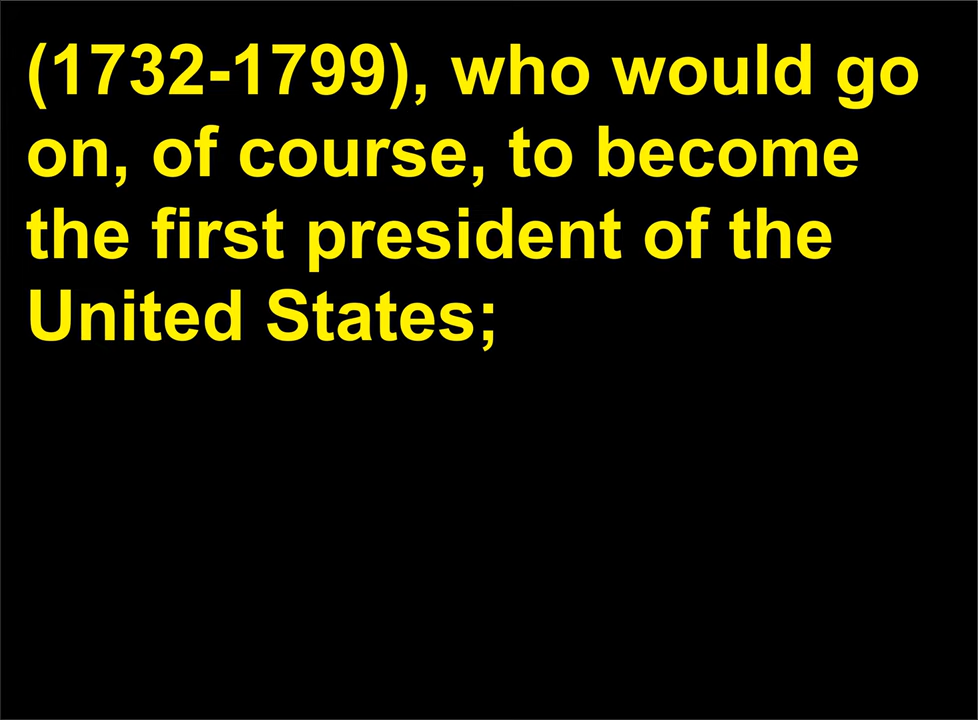 (1732-1799), who would go
on, of course, to become
the first president of the
United States;